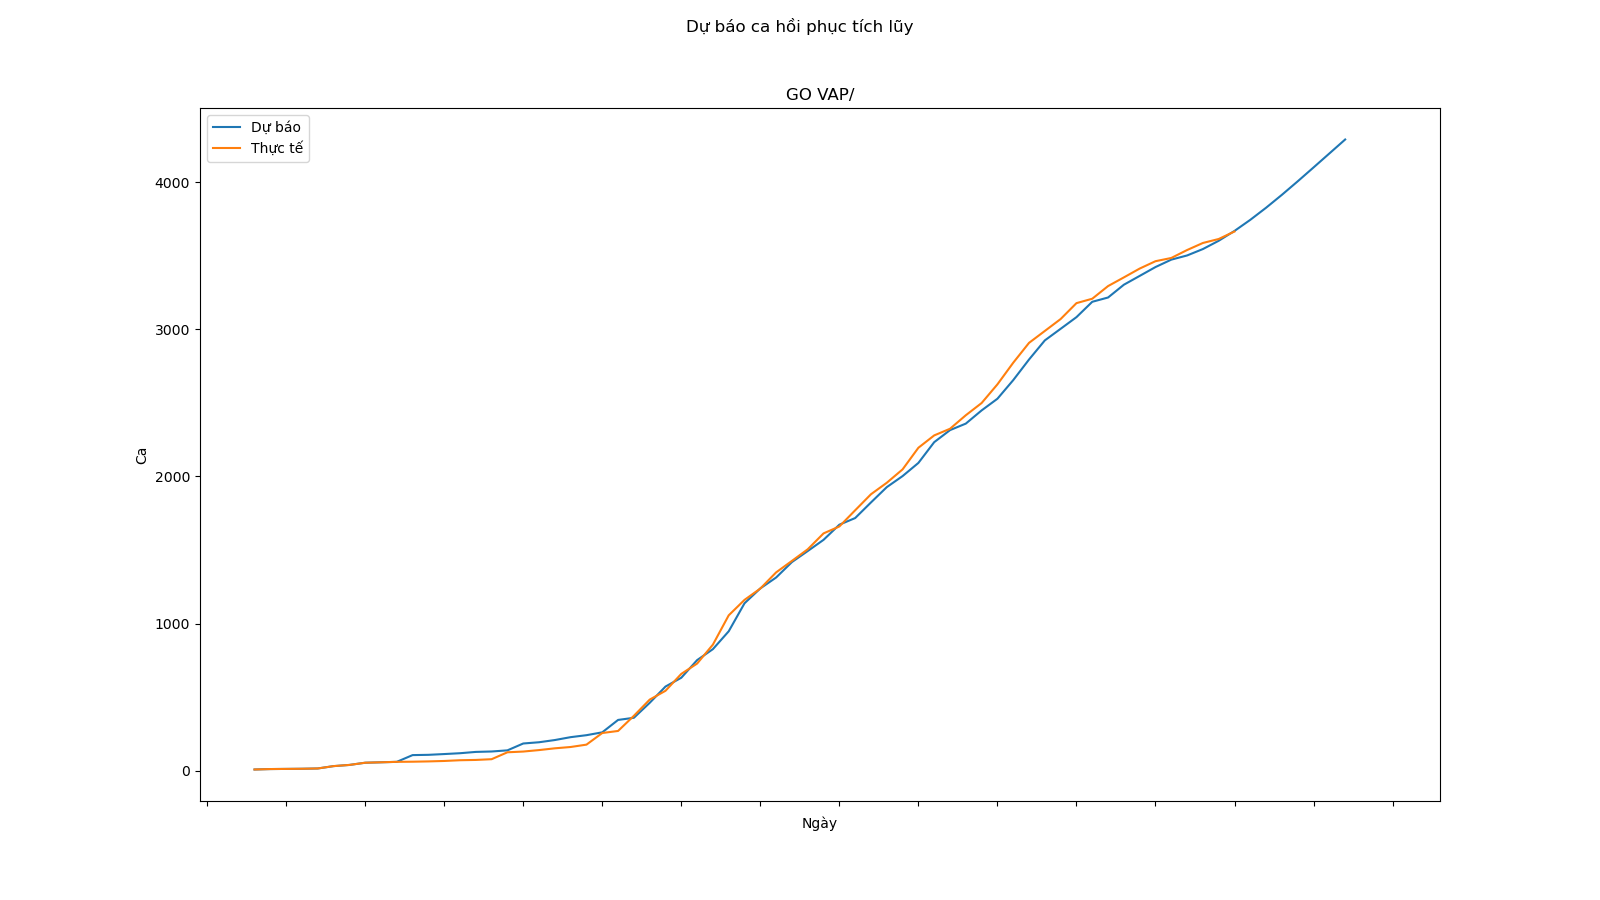 Dự báo ca hồi phục tích lũy
GO VAP/
Dự báo
Thực tế
4000
3000
2000
1000
0
Ca
Ngày